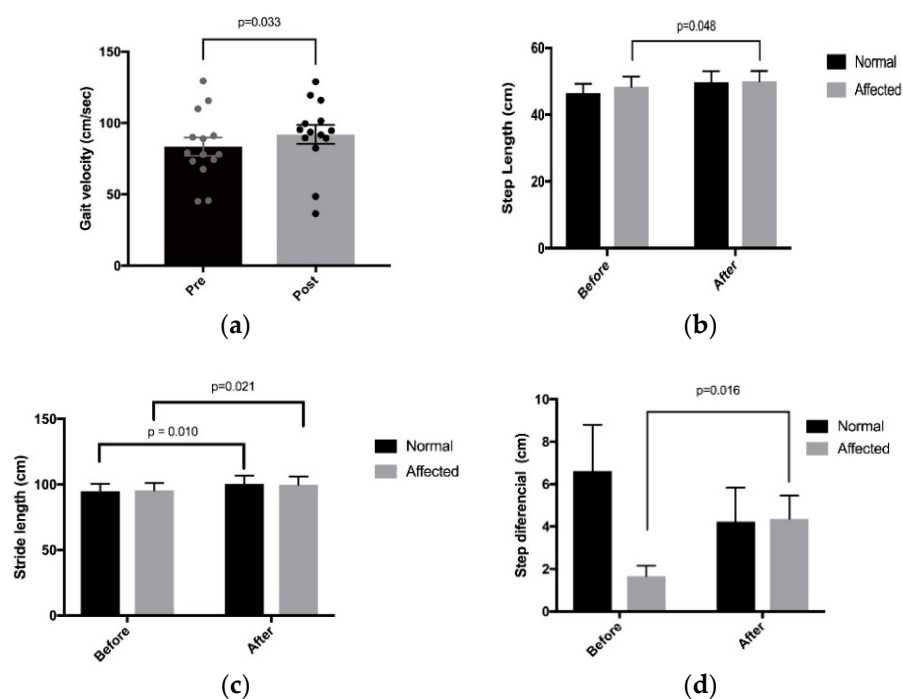 p=0.033
150
100
50
0
Gait velocity (cm/sec)
Pre
Post
(a)
p=0.048
60
40
20
0
Step Length (cm)
Before
After
Normal
Affected
(b)
p=0.021
p = 0.010
150
100
50
0
Stride length (cm)
Before
After
Normal
Affected
(c)
p=0.016
10
8
6
4
2
0
Step diferencial (cm)
Before
After
Normal
Affected
(d)